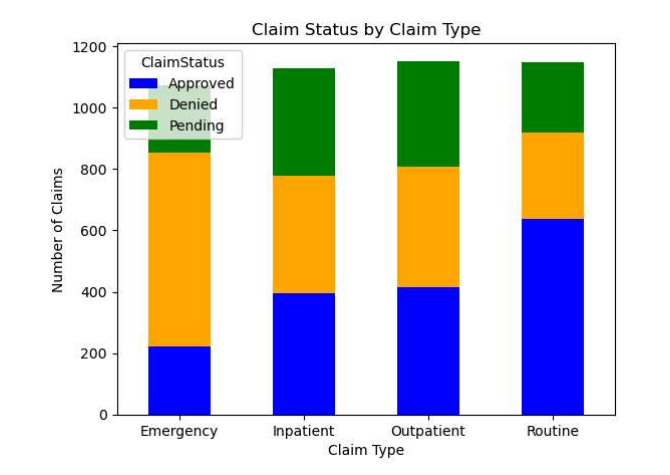 Claim Status by Claim Type
1200
1000
800
600
400
200
0
Number of Claims
ClaimStatus
Approved
Denied
Pending
Emergency Inpatient Outpatient Routine
Claim Type